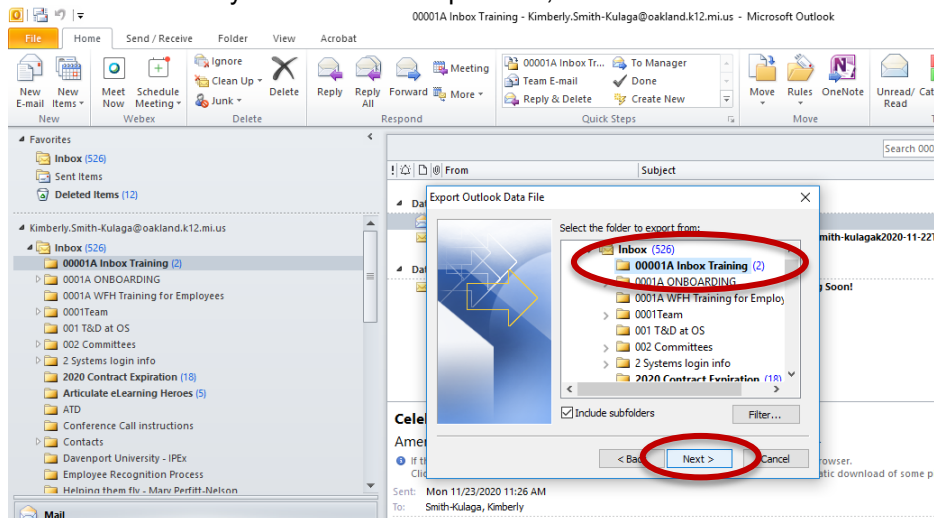 00001A Inbox Training - Kimberly.Smith-Kulaga@oakland.k12.mi.us - Microsoft Outlook
File Home Send / Receive Folder View Acrobat
New E-mail New Items Meet Now Schedule Meeting Ignore Clean Up Junk Delete Reply Reply All Forward Meeting More 00001A Inbox Tr... Team E-mail Reply & Delete To Manager Done Create New Move Rules OneNote Unread/ Read
New Webex Delete Respond Quick Steps Move
Favorites
Inbox (526)
Sent Items
Deleted Items (12)
Kimberly.Smith-Kulaga@oakland.k12.mi.us
Inbox (526)
00001A Inbox Training (2)
0001A ONBOARDING
0001A WFH Training for Employees
0001Team
001 T&D at OS
002 Committees
2 Systems login info
2020 Contract Expiration (18)
Articulate eLearning Heroes (5)
ATD
Conference Call instructions
Contacts
Davenport University - IPEx
Employee Recognition Process
Helping them fly - Mary Perfitt-Nelson
Mail
Search 000
From Subject
mith-kulagak2020-11-22T
g Soon!
Export Outlook Data File
Select the folder to export from:
Inbox (526)
00001A Inbox Training (2)
0001A ONBOARDING
0001A WFH Training for Employ
0001Team
001 T&D at OS
002 Committees
2 Systems login info
2020 Contract Expiration (18)
Include subfolders Filter...
< Back Next > Cancel
Cele
Amer
If th rowser.
Clic atic download of some p
Sent: Mon 11/23/2020 11:26 AM
To: Smith-Kulaga, Kimberly